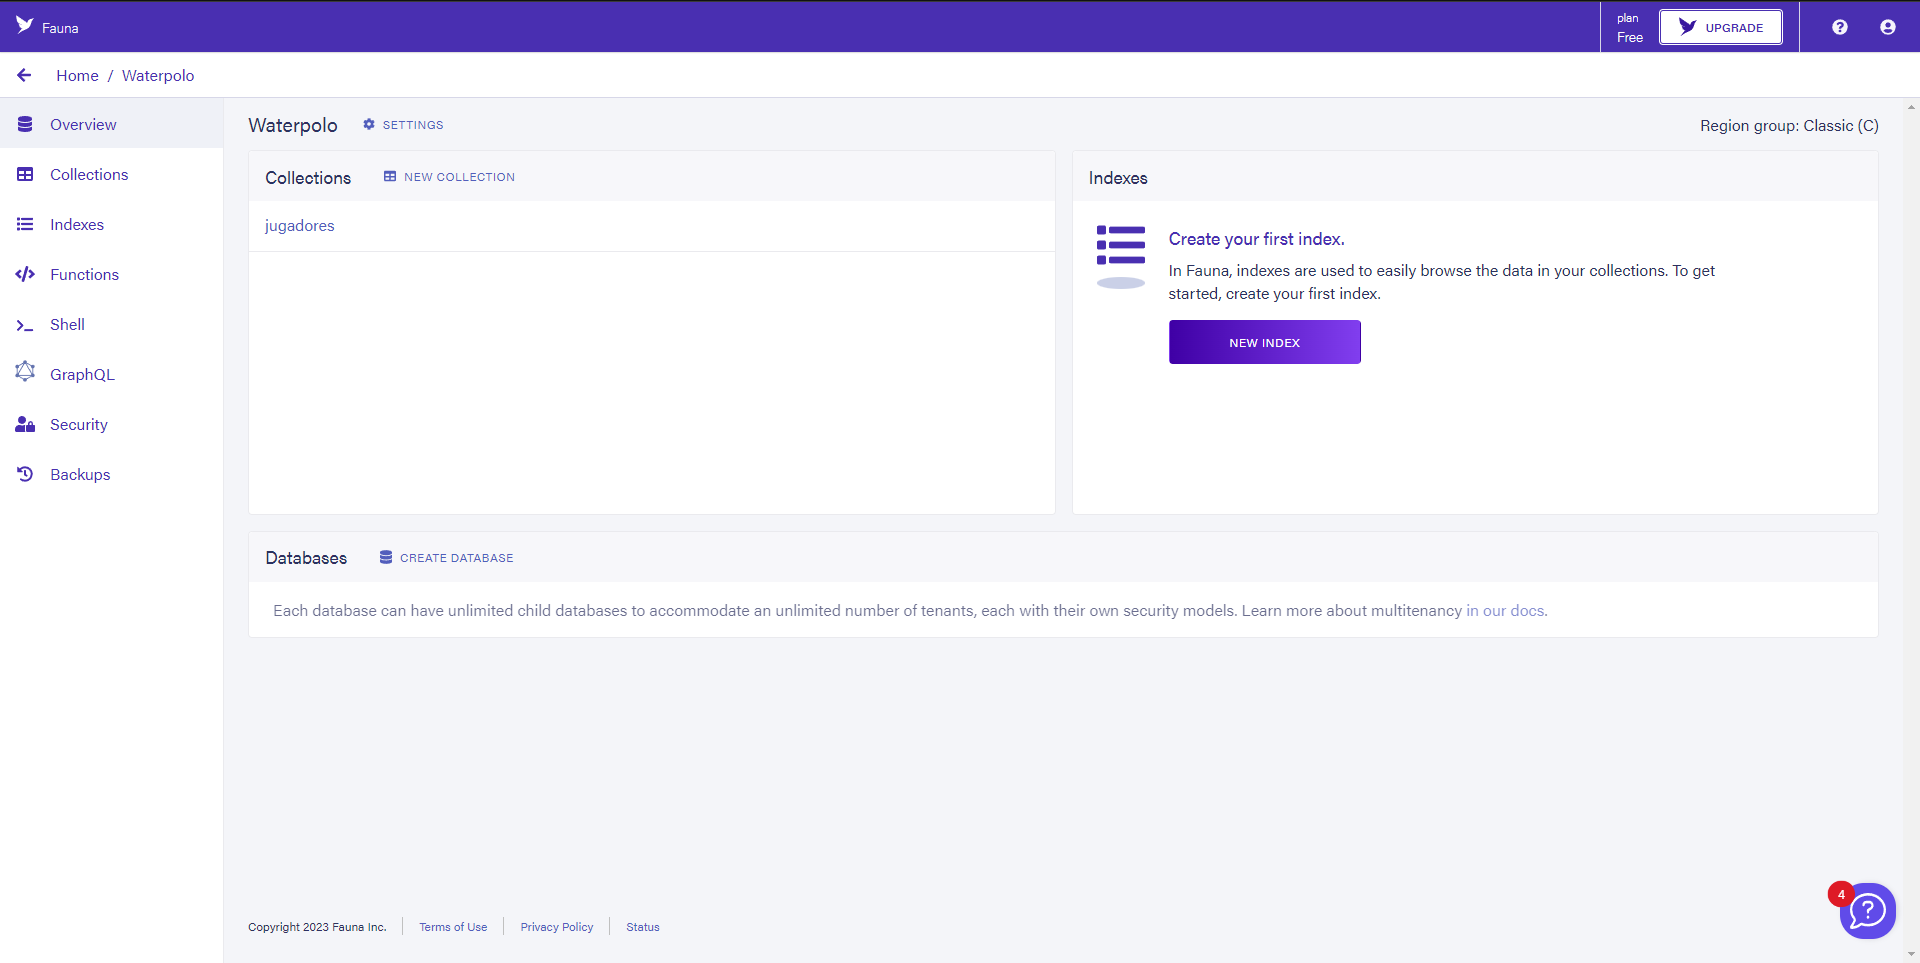 Fauna
plan
Free
UPGRADE
Home / Waterpolo
Overview
Collections
Indexes
Functions
Shell
GraphQL
Security
Backups
Waterpolo
SETTINGS
Region group: Classic (C)
Collections
NEW COLLECTION
jugadores
Indexes
Create your first index.
In Fauna, indexes are used to easily browse the data in your collections. To get
started, create your first index.
NEW INDEX
Databases
CREATE DATABASE
Each database can have unlimited child databases to accommodate an unlimited number of tenants, each with their own security models. Learn more about multitenancy in our docs.
Copyright 2023 Fauna Inc.
Terms of Use
Privacy Policy
Status
4